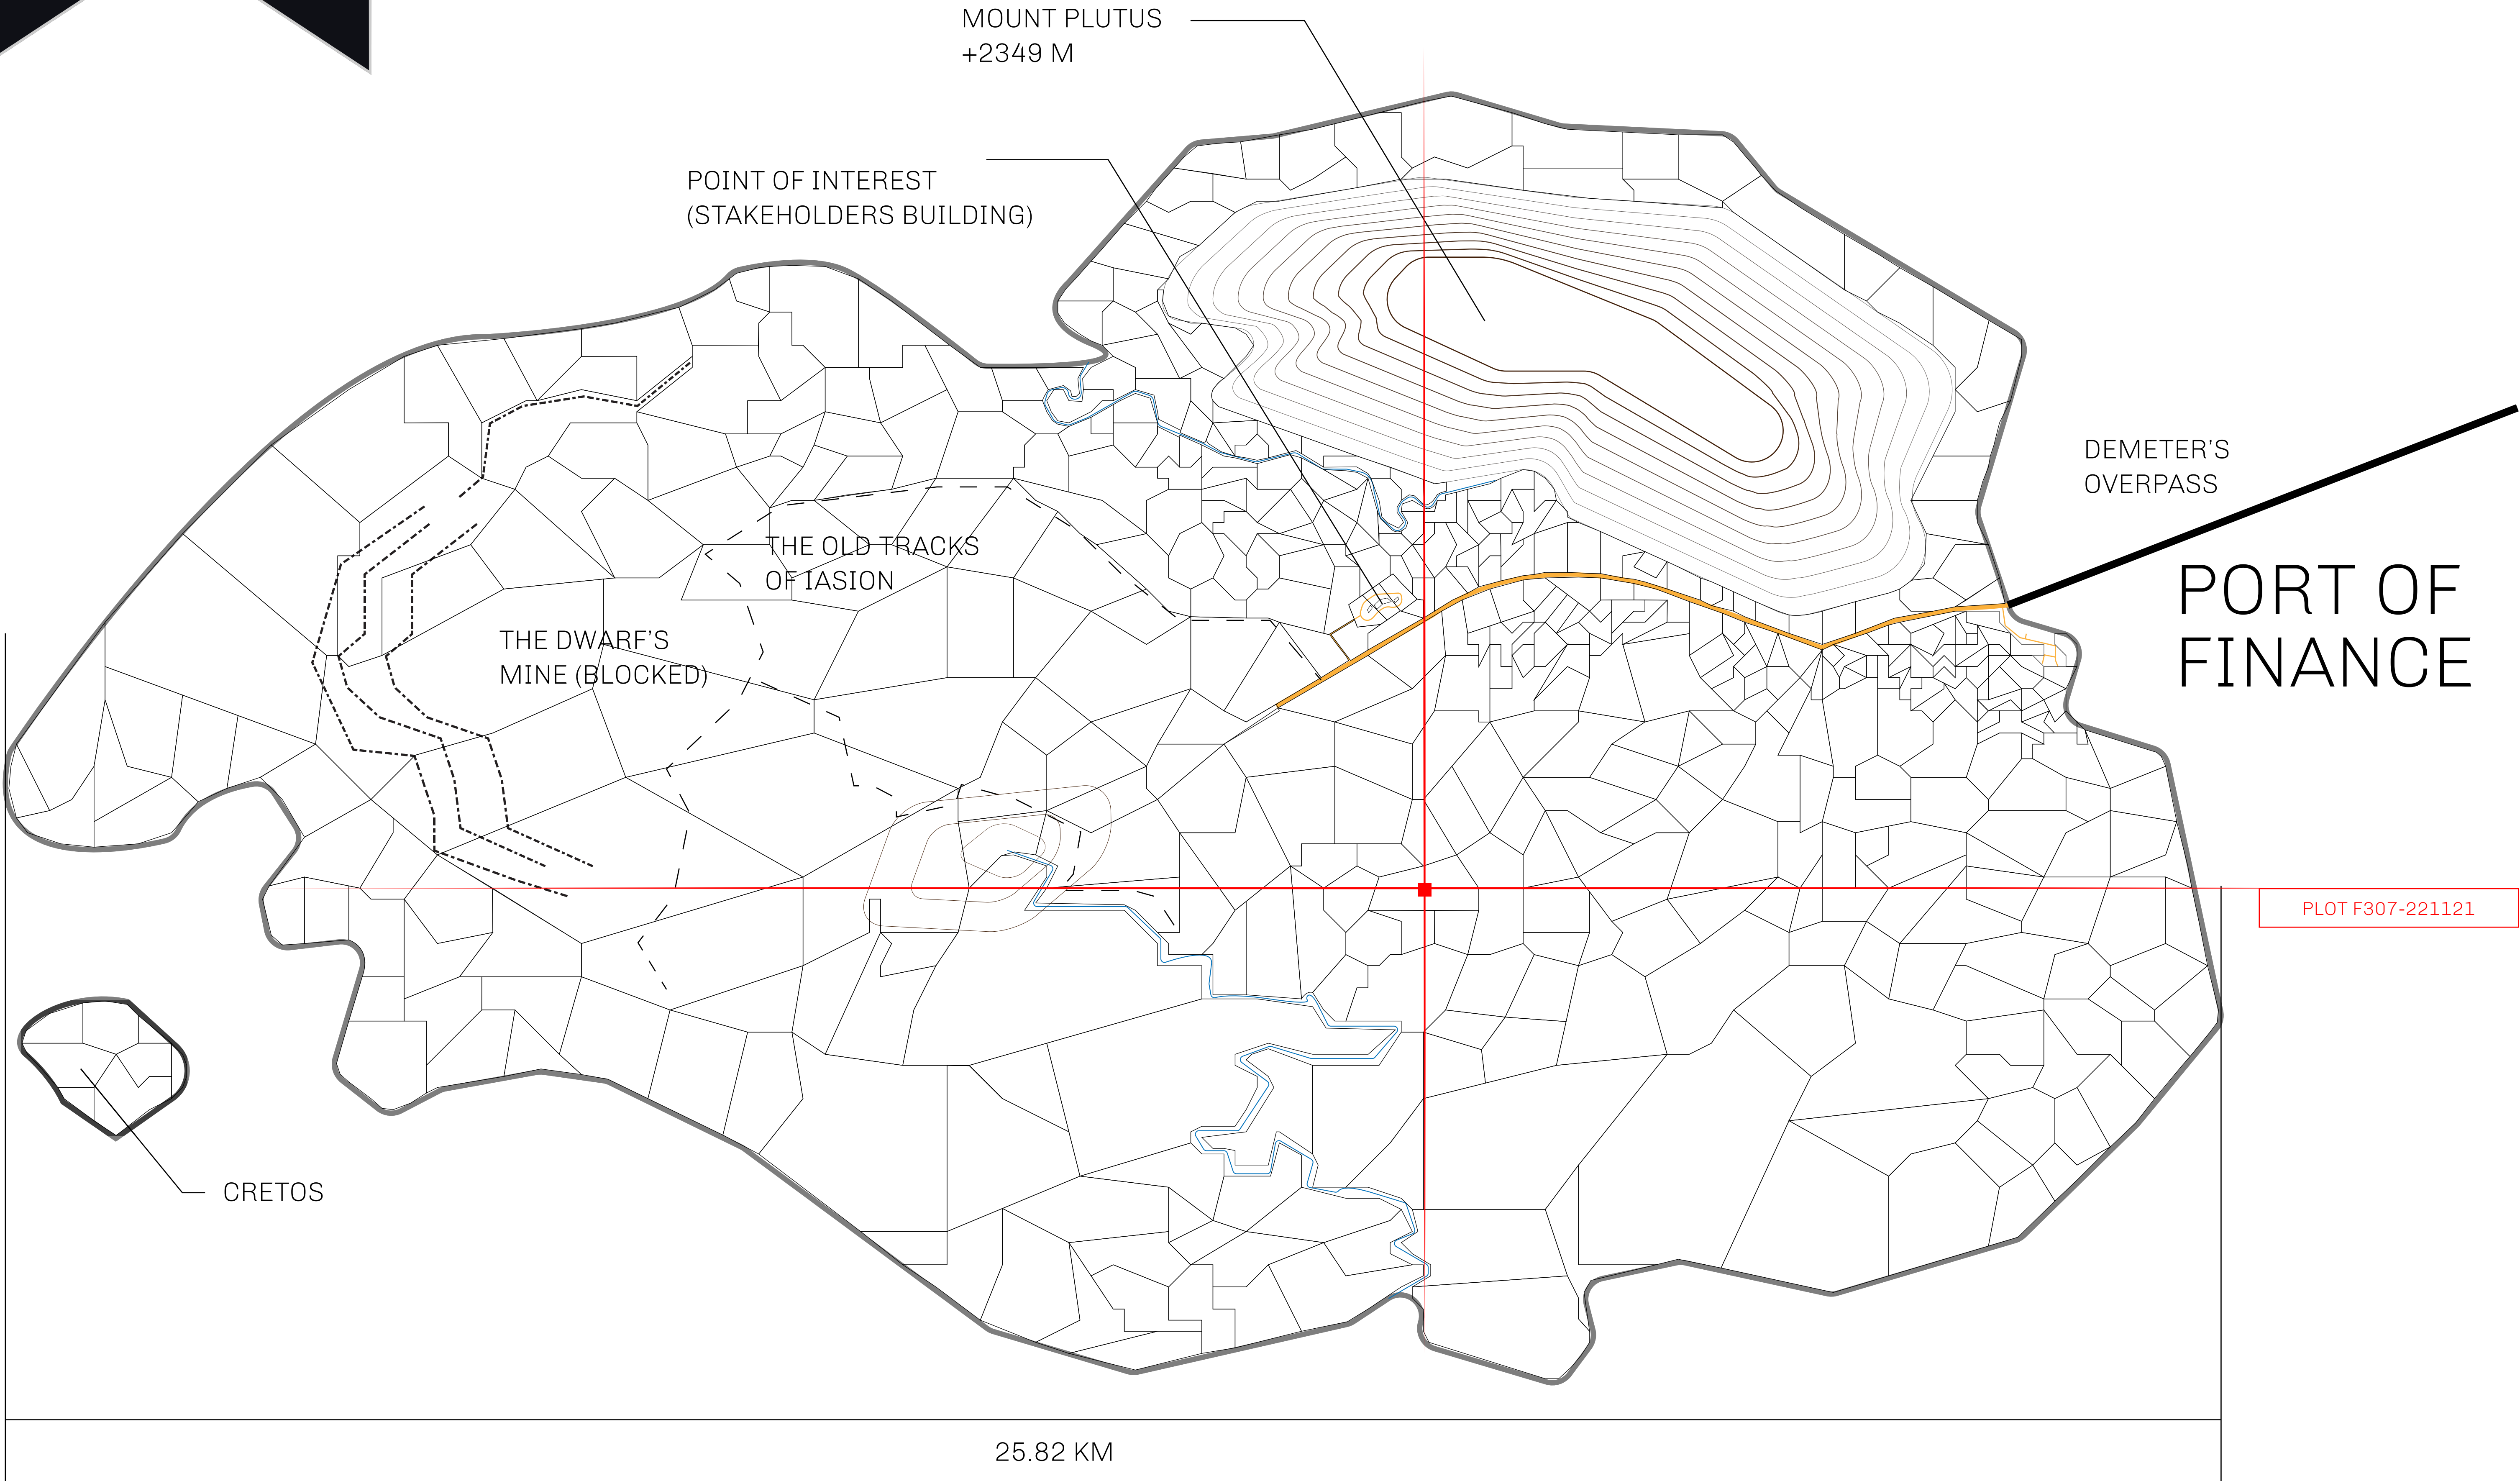 MOUNT PLUTUS
+2349 M
POINT OF INTEREST
(STAKEHOLDERS BUILDING)
DEMETER’S
OVERPASS
THE OLD TRACKS
OF IASION
PORT OF
FINANCE
THE DWARF’S
MINE (BLOCKED)
PLOT F307-221121
CRETOS
25.82 KM